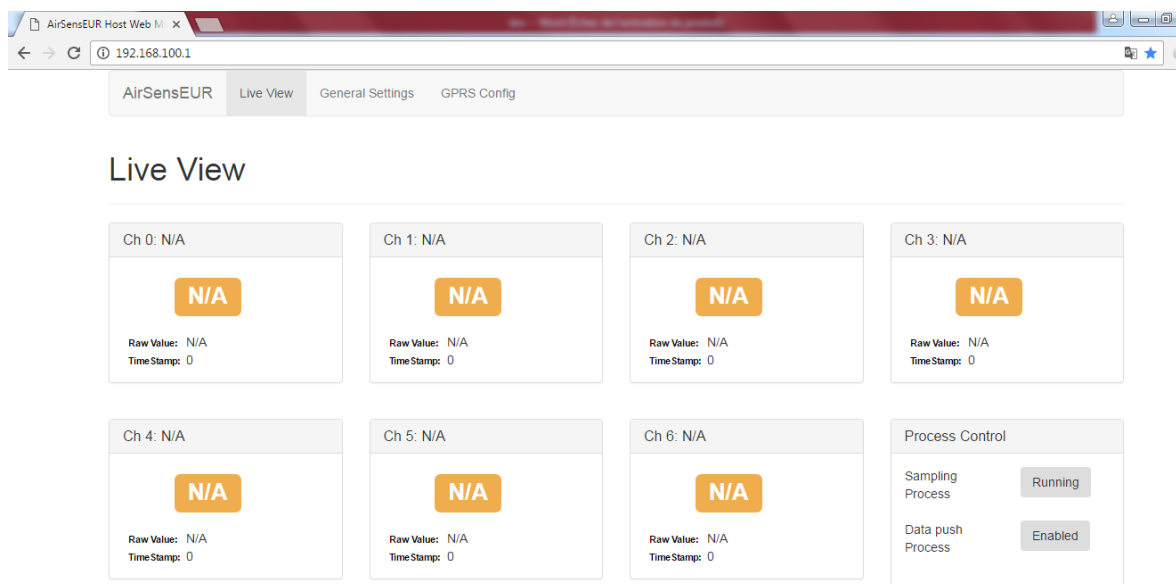 AirSensEUR Host Web M
192.168.100.1
AirSensEUR Live View General Settings GPRS Config
Live View
Ch 0: N/A
N/A
Raw Value: N/A
TimeStamp: 0
Ch 1: N/A
N/A
Raw Value: N/A
TimeStamp: 0
Ch 2: N/A
N/A
Raw Value: N/A
TimeStamp: 0
Ch 3: N/A
N/A
Raw Value: N/A
TimeStamp: 0
Ch 4: N/A
N/A
Raw Value: N/A
TimeStamp: 0
Ch 5: N/A
N/A
Raw Value: N/A
TimeStamp: 0
Ch 6: N/A
N/A
Raw Value: N/A
TimeStamp: 0
Process Control
Sampling
Process
Running
Data push
Process
Enabled